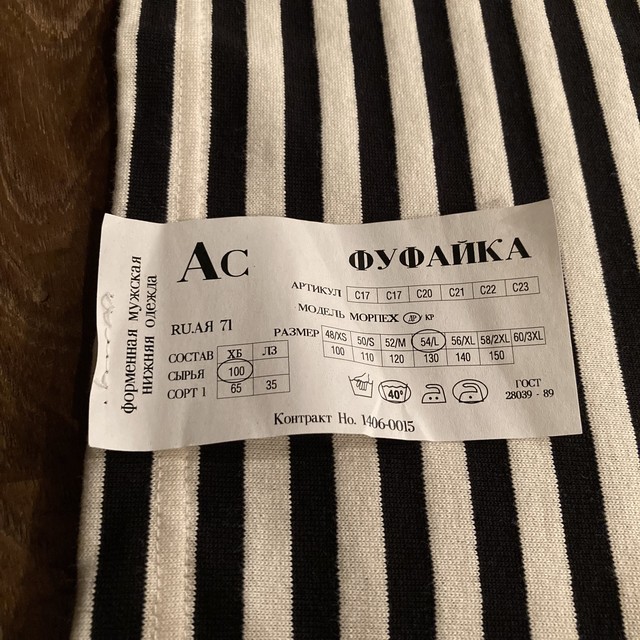 форменная мужская
нижняя одежда
Ас
RU.АЯ 71
СОСТАВ ХБ ЛЗ
СЫРЬЯ 100
СОРТ 1 65 35
ФУФАЙКА
АРТИКУЛ С17 С17 С20 С21 С22 С23
МОДЕЛЬ МОРПЕХ ДР КР
РАЗМЕР 48/XS 50/S 52/M 54/L 56/XL 58/2XL 60/3XL
100 110 120 130 140 150
40°
ГОСТ
28039 - 89
Контракт No. 1406-0015